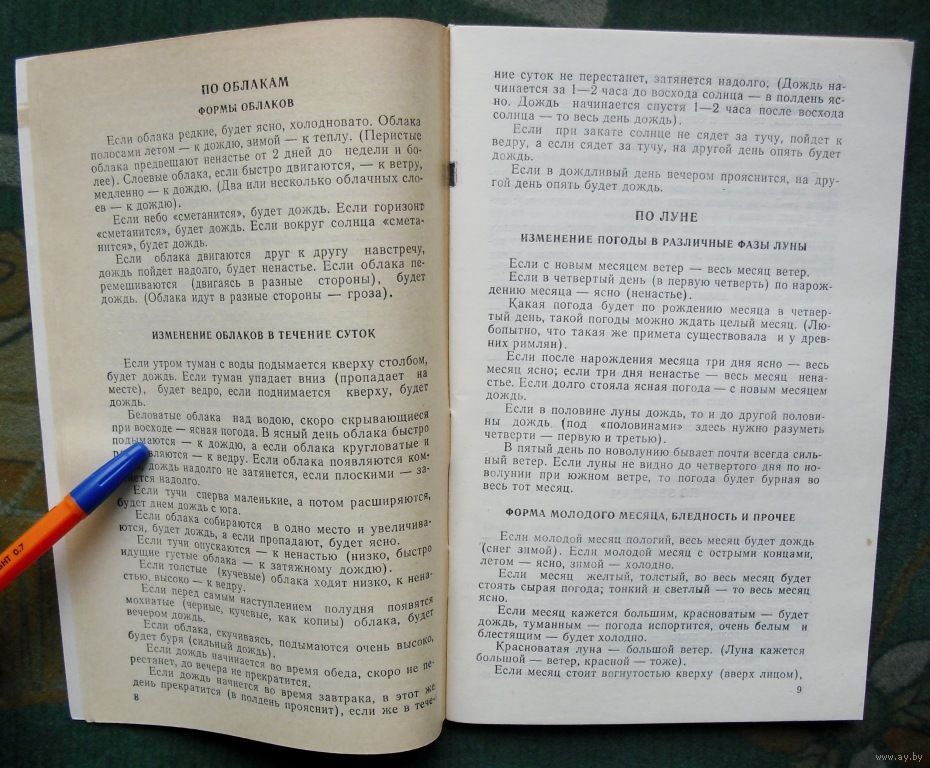 ПО ОБЛАКАМ
ФОРМЫ ОБЛАКОВ
Если облака редкие, будет ясно, холодновато. Облака
полосами летом — к дождю, зимой — к теплу. (Перистые
облака предвещают ненастье от 2 дней до недели и бо-
лее). Слоевые облака, если быстро двигаются, — к ветру,
медленно — к дождю. (Два или несколько облачных сло-
ев — к дождю).
Если небо «сметанится», будет дождь. Если горизонт
«сметанится», будет дождь. Если вокруг солнца «смета-
нится», будет дождь.
Если облака двигаются друг к другу навстречу,
дождь пойдет надолго, будет ненастье. Если облака пе-
ремешиваются (двигаясь в разные стороны), будет
дождь. (Облака идут в разные стороны — гроза).
ИЗМЕНЕНИЕ ОБЛАКОВ В ТЕЧЕНИЕ СУТОК
Если утром туман с воды подымается кверху столбом,
будет дождь. Если туман упадает вниз (пропадает на
месте), будет ведро, если поднимается кверху, будет
дождь.
Беловатые облака над водою, скоро скрывающиеся
при восходе — ясная погода. В ясный день облака быстро
подымаются — к дождю, а если облака кругловатые и
— к ведру. Если облака появляются ком-
дождь надолго не затянется, если плоскими — за-
надолго.
Если тучи сперва маленькие, а потом расширяются,
будет днем дождь с юга.
Если облака собираются в одно место и увеличива-
ются, будет дождь, а если пропадают, будет ясно.
Если тучи опускаются — к ненастью (низко, быстро
идущие густые облака — к затяжному дождю).
Если толстые (кучевые) облака ходят низко, к нена-
стью, высоко — к ведру.
Если перед самым наступлением полудня появятся
мохнатые (черные, кучевые, как копны) облака, будет
вечером дождь.
Если облака, скучиваясь, подымаются очень высоко,
будет буря (сильный дождь).
Если дождь начинается во время обеда, скоро не пе-
рестанет, до вечера не прекратится.
Если дождь начнется во время завтрака, в этот же
день прекратится (в полдень прояснит), если же в тече-
8
ние суток не перестанет, затянется надолго, (Дождь на-
чинается за 1—2 часа до восхода солнца — в полдень яс-
но. Дождь начинается спустя 1—2 часа после восхода
солнца — то весь день дождь).
Если при закате солнце не сядет за тучу, пойдет к
ведру, а если сядет за тучу, на другой день опять будет
дождь.
Если в дождливый день вечером прояснится, на дру-
гой день опять будет дождь.
ПО ЛУНЕ
ИЗМЕНЕНИЕ ПОГОДЫ В РАЗЛИЧНЫЕ ФАЗЫ ЛУНЫ
Если с новым месяцем ветер — весь месяц ветер.
Если в четвертый день (в первую четверть) по нарож-
дению месяца — ясно (ненастье).
Какая погода будет по рождению месяца в четвер-
тый день, такой погоды можно ждать целый месяц. (Лю-
бопытно, что такая же примета существовала и у древ-
них римлян).
Если после нарождения месяца три дня ясно — весь
месяц ясно; если три дня ненастье — весь месяц нена-
стье. Если долго стояла ясная погода — с новым месяцем
дождь.
Если в половине луны дождь, то и до другой полови-
ны дождь (под «половинами» здесь нужно разуметь
четверти — первую и третью).
В пятый день по новолунию бывает почти всегда силь-
ный ветер. Если луны не видно до четвертого дня по но-
волунии при южном ветре, то погода будет бурная во
весь тот месяц.
ФОРМА МОЛОДОГО МЕСЯЦА, БЛЕДНОСТЬ И ПРОЧЕЕ
Если молодой месяц пологий, весь месяц будет дождь
(снег зимой). Если молодой месяц с острыми концами,
летом — ясно, зимой — холодно.
Если месяц желтый, толстый, во весь месяц будет
стоять сырая погода; тонкий и светлый — то весь месяц
ясно.
Если месяц кажется большим, красноватым — будет
дождь, туманным — погода испортится, очень белым и
блестящим — будет холодно.
Красноватая луна — большой ветер. (Луна кажется
большой — ветер, красной — тоже).
Если месяц стоит вогнутостью кверху (вверх лицом),
9
0.7
www.ay.by